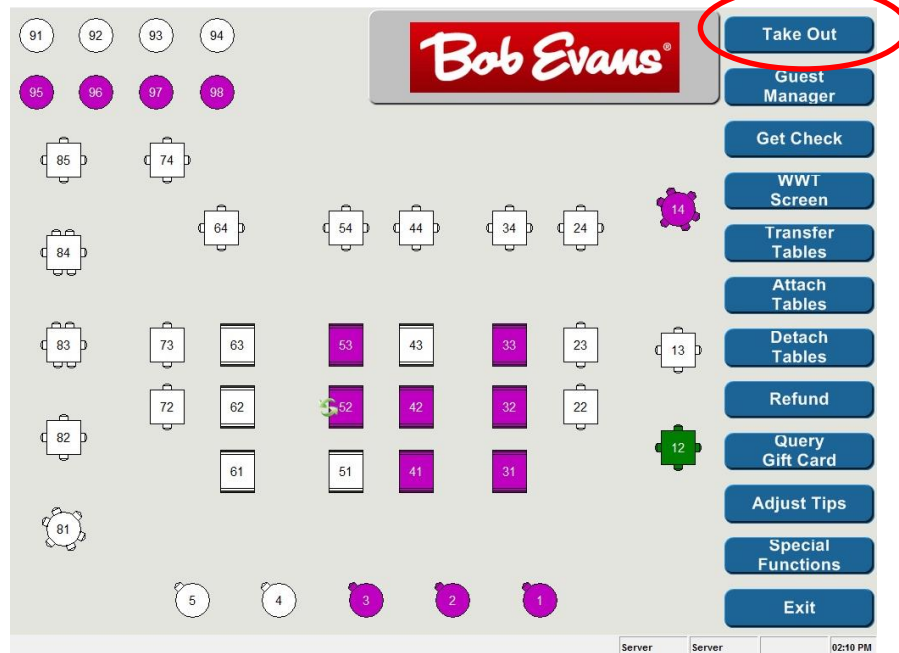 91 92 93 94
Bob Evans®
Take Out
95 96 97 98
Guest
Manager
85 74
Get Check
WWT
Screen
14
64 54 44 34 24
Transfer
Tables
84
Attach
Tables
83 73 63 53 43 33 23 13
Detach
Tables
72 62 52 42 32 22
Refund
82 12
Query
Gift Card
61 51 41 31
Adjust Tips
81
Special
Functions
5 4 3 2 1
Exit
Server Server 02:10 PM